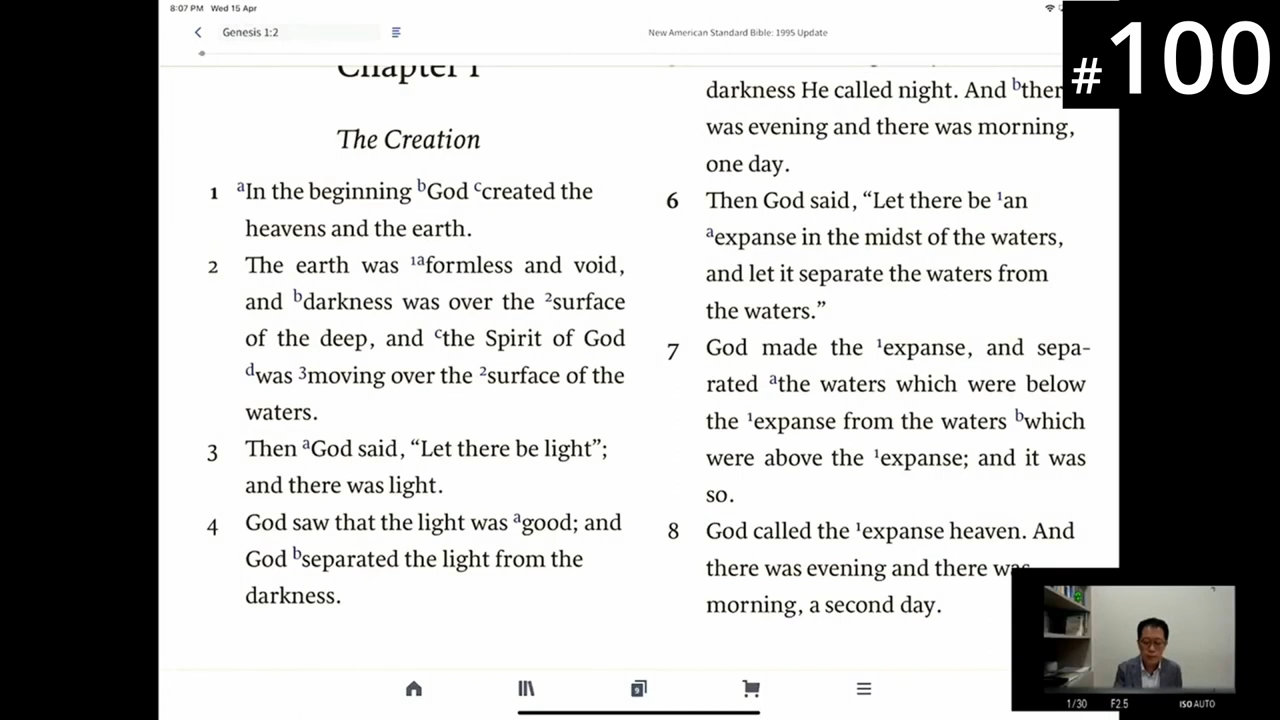 8:07 PM Wed 15 Apr
Genesis 1:2
New American Standard Bible: 1995 Update
#100
Chapter 1
The Creation
1 aIn the beginning bGod ccreated the
heavens and the earth.
2 The earth was 1aformless and void,
and bdarkness was over the 2surface
of the deep, and cthe Spirit of God
dwas 3moving over the 2surface of the
waters.
3 Then aGod said, “Let there be light”;
and there was light.
4 God saw that the light was agood; and
God bseparated the light from the
darkness.
darkness He called night. And bther
was evening and there was morning,
one day.
6 Then God said, “Let there be 1an
aexpanse in the midst of the waters,
and let it separate the waters from
the waters.”
7 God made the 1expanse, and sepa-
rated athe waters which were below
the 1expanse from the waters bwhich
were above the 1expanse; and it was
so.
8 God called the 1expanse heaven. And
there was evening and there was
morning, a second day.
9
1/30 F2.5 ISO AUTO